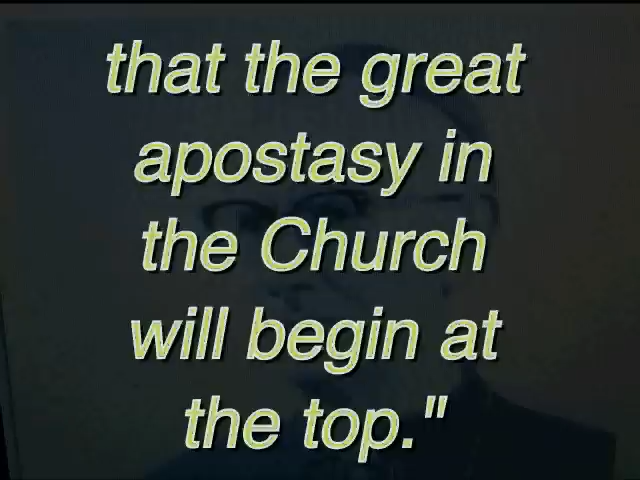 that the great
apostasy in
the Church
will begin at
the top."